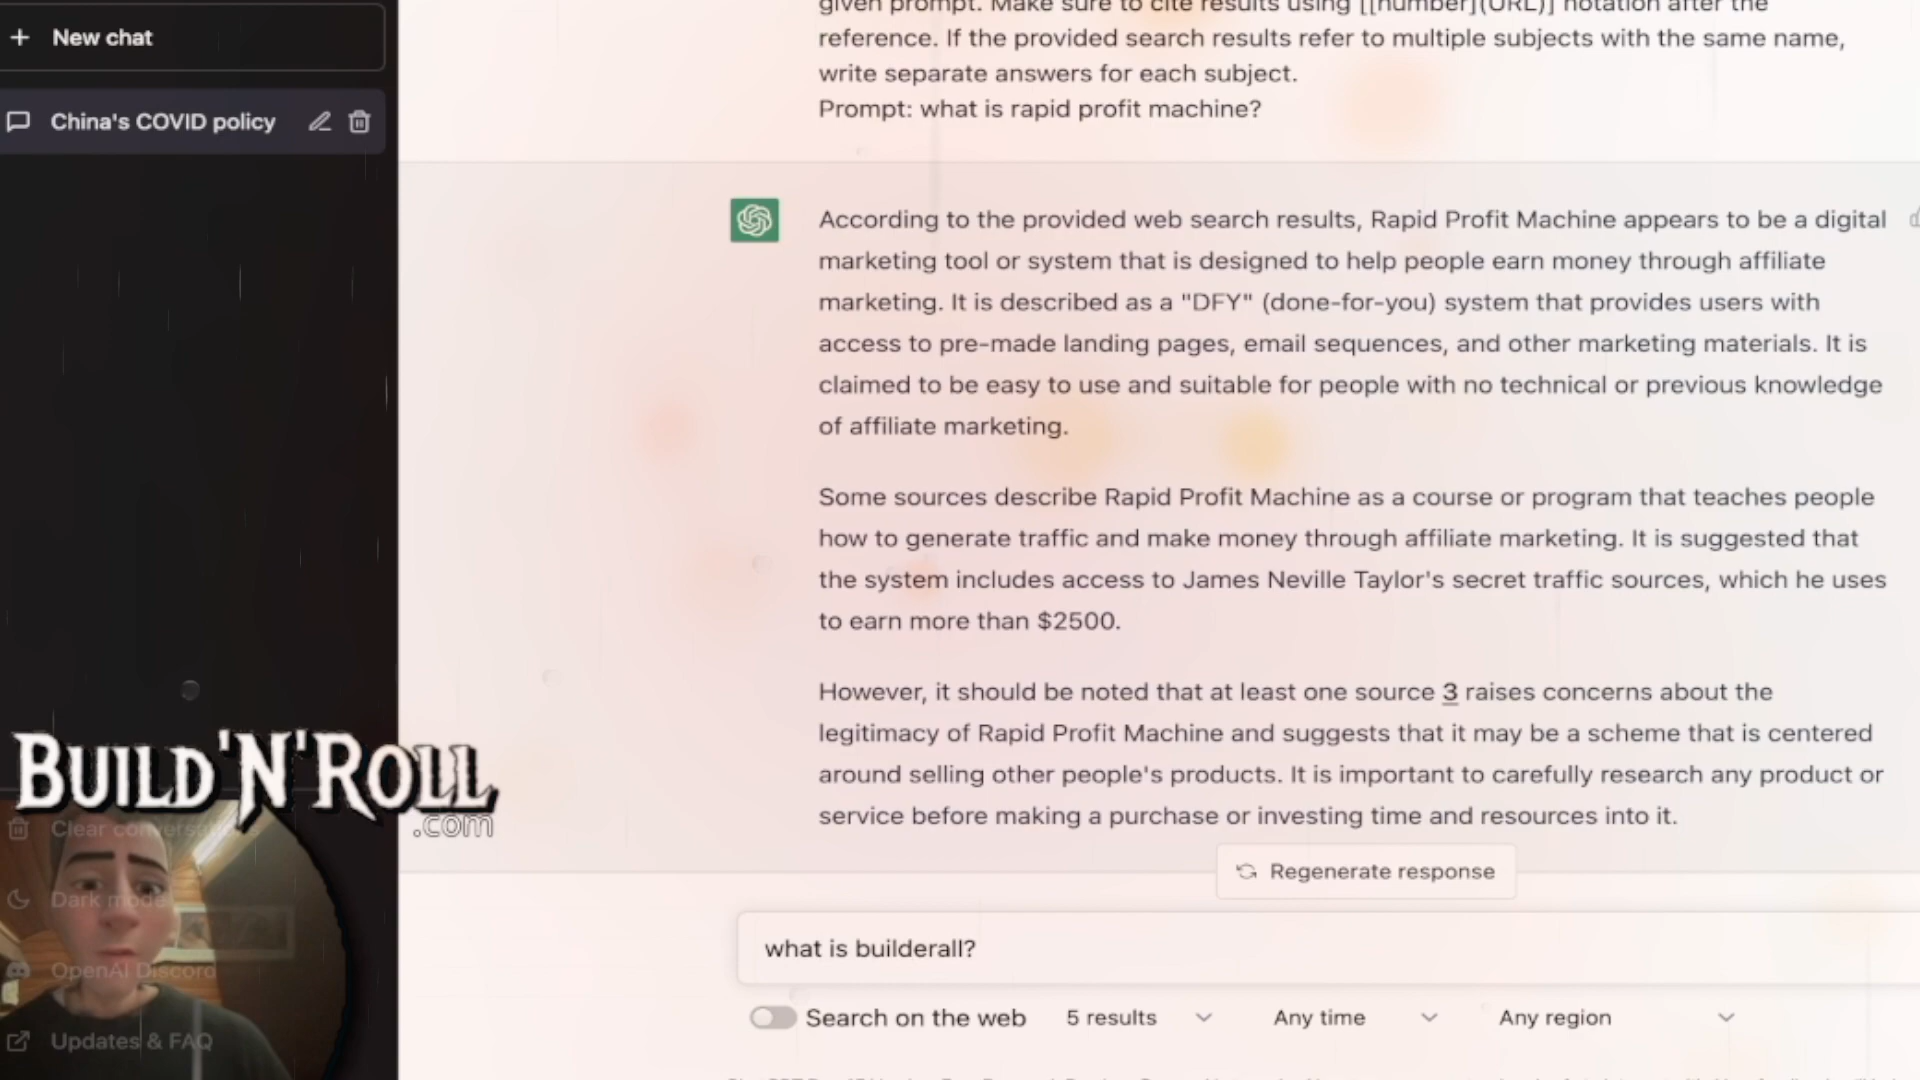 New chat
China's COVID policy
given prompt. Make sure to cite results using [[number](URL)] notation after the
reference. If the provided search results refer to multiple subjects with the same name,
write separate answers for each subject.
Prompt: what is rapid profit machine?
According to the provided web search results, Rapid Profit Machine appears to be a digital
marketing tool or system that is designed to help people earn money through affiliate
marketing. It is described as a "DFY" (done-for-you) system that provides users with
access to pre-made landing pages, email sequences, and other marketing materials. It is
claimed to be easy to use and suitable for people with no technical or previous knowledge
of affiliate marketing.
Some sources describe Rapid Profit Machine as a course or program that teaches people
how to generate traffic and make money through affiliate marketing. It is suggested that
the system includes access to James Neville Taylor's secret traffic sources, which he uses
to earn more than $2500.
However, it should be noted that at least one source 3 raises concerns about the
legitimacy of Rapid Profit Machine and suggests that it may be a scheme that is centered
around selling other people's products. It is important to carefully research any product or
service before making a purchase or investing time and resources into it.
Regenerate response
what is builderall?
Search on the web 5 results Any time Any region
BUILD'N'ROLL
.com
Clear conversations
Dark mode
OpenAI Discord
Updates & FAQ